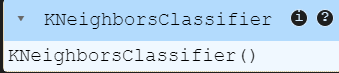 ▾ KNeighborsClassifier i ?
KNeighborsClassifier()